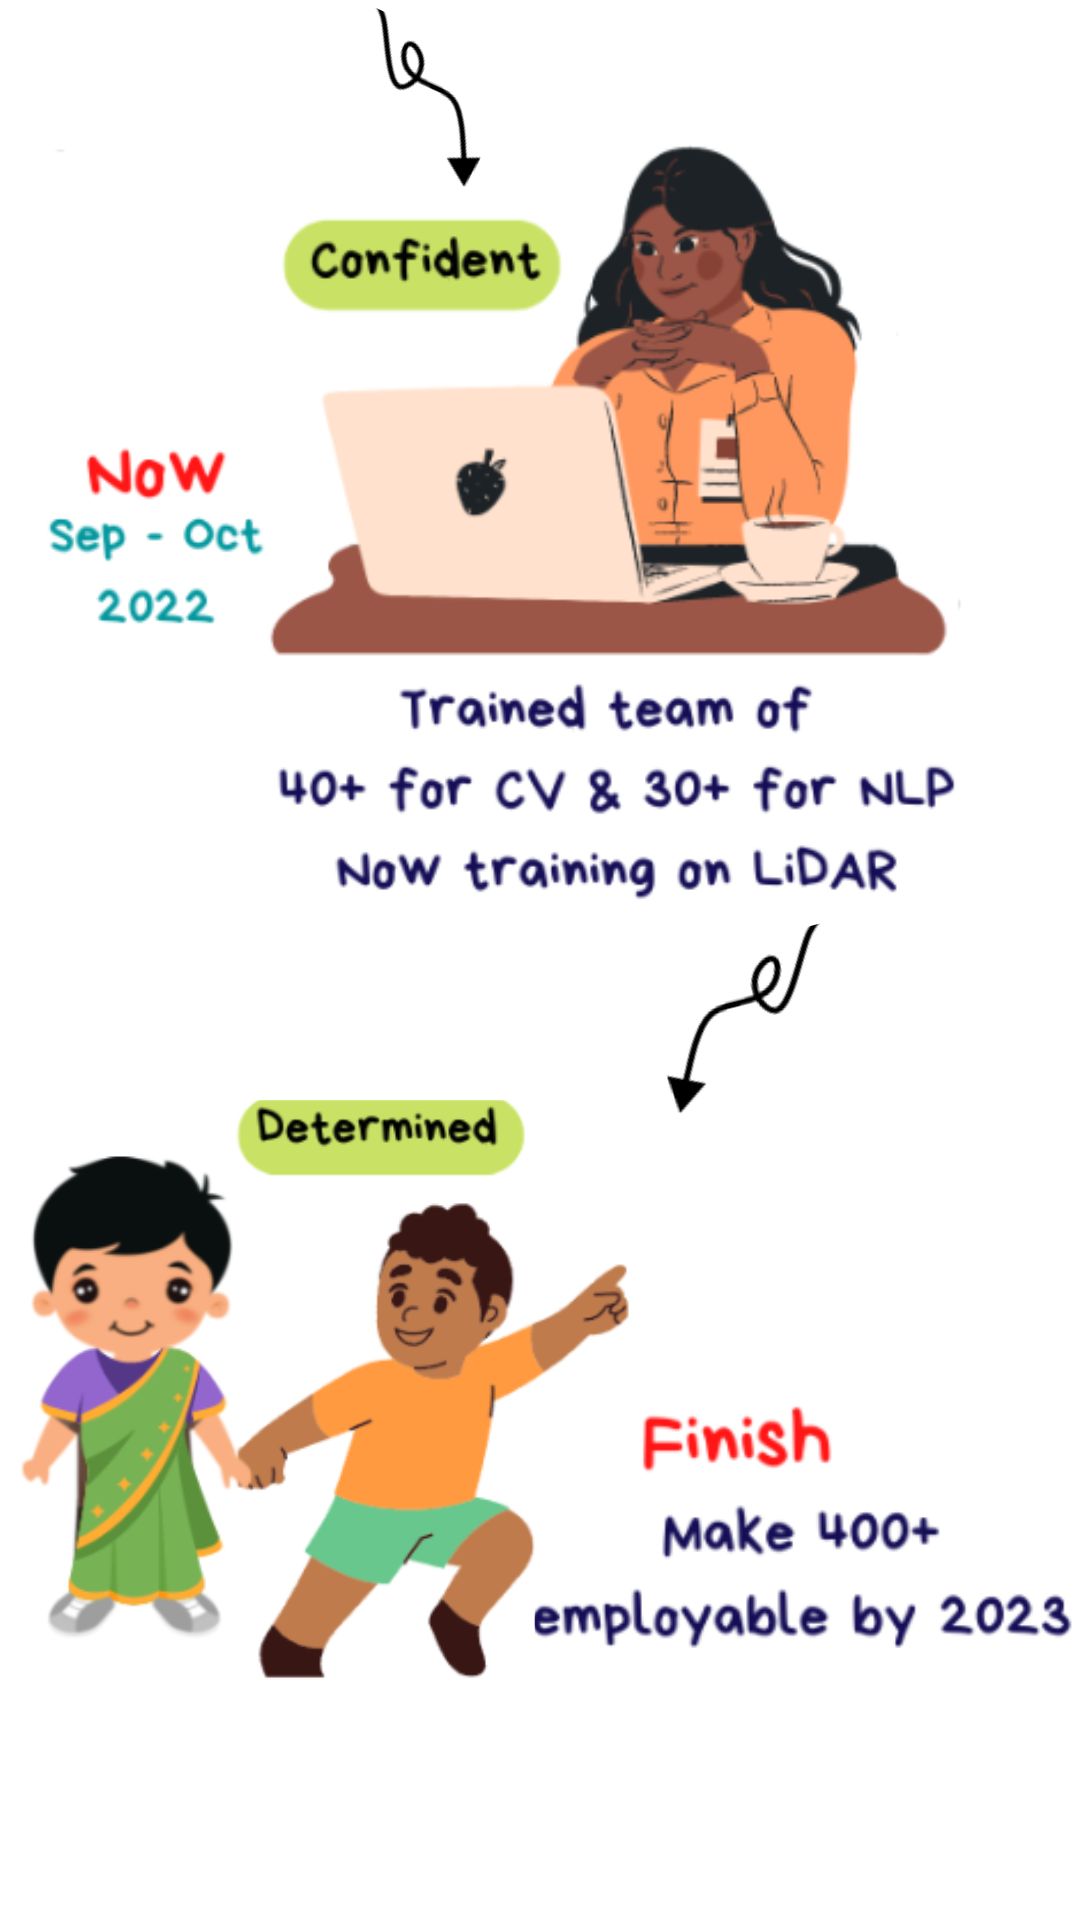 Confident
Now
Sep - Oct
2022
Trained team of
40+ for CV & 30+ for NLP
Now training on LiDAR
Determined
Finish
Make 400+
employable by 2023